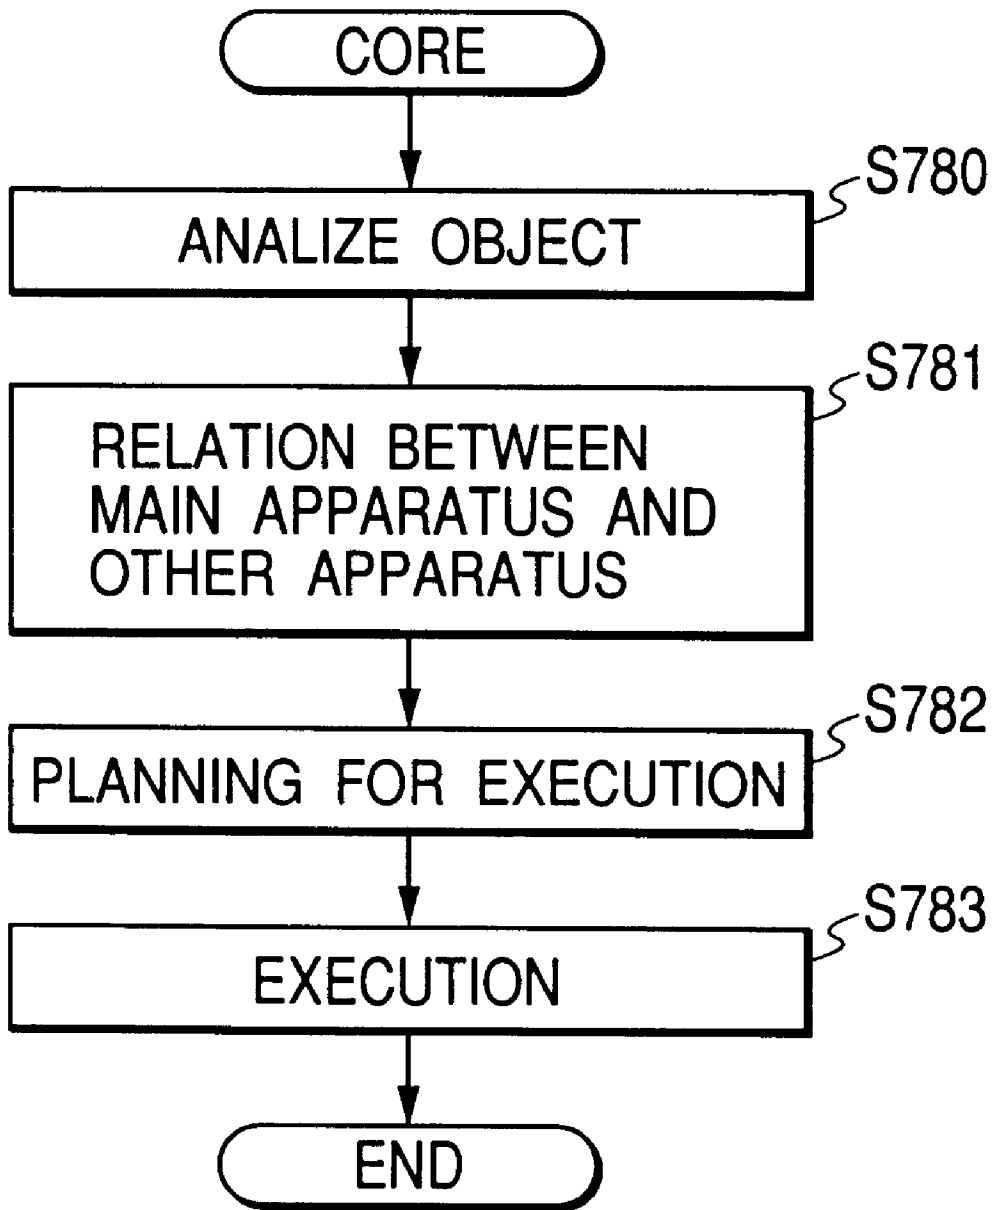 CORE
S780
ANALIZE OBJECT
S781
RELATION BETWEEN
MAIN APPARATUS AND
OTHER APPARATUS
S782
PLANNING FOR EXECUTION
S783
EXECUTION
END